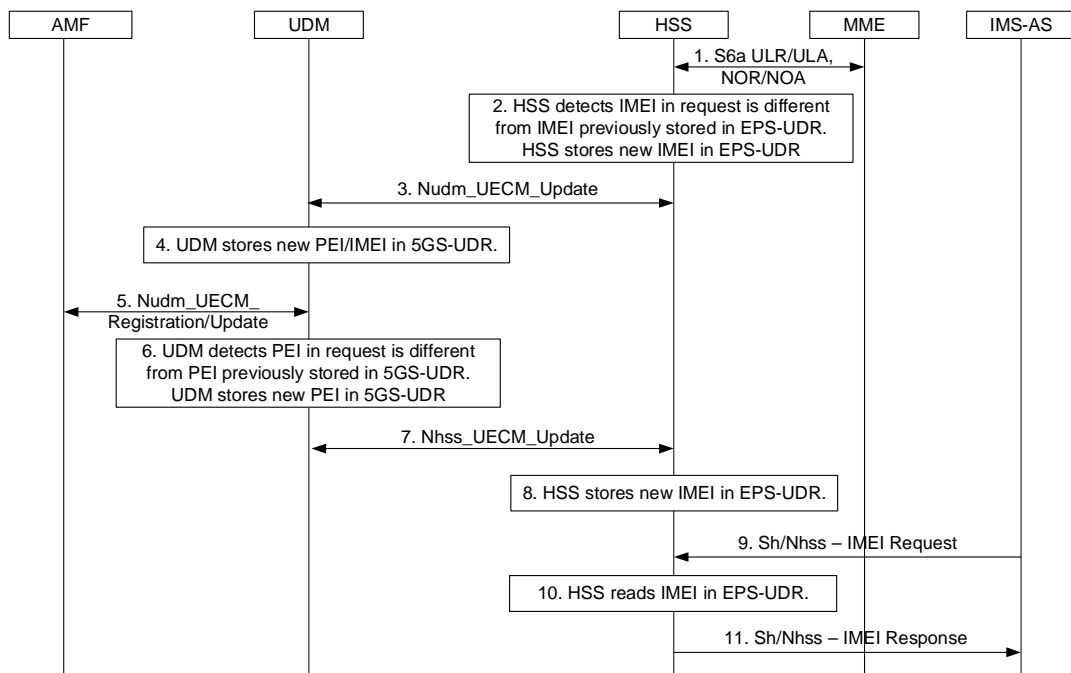 AMF
UDM
HSS
MME
IMS-AS
1. S6a ULR/ULA,
NOR/NOA
2. HSS detects IMEI in request is different
from IMEI previously stored in EPS-UDR.
HSS stores new IMEI in EPS-UDR
3. Nudm_UECM_Update
4. UDM stores new PEI/IMEI in 5GS-UDR.
5. Nudm_UECM_
Registration/Update
6. UDM detects PEI in request is different
from PEI previously stored in 5GS-UDR.
UDM stores new PEI in 5GS-UDR
7. Nhss_UECM_Update
8. HSS stores new IMEI in EPS-UDR.
9. Sh/Nhss – IMEI Request
10. HSS reads IMEI in EPS-UDR.
11. Sh/Nhss – IMEI Response